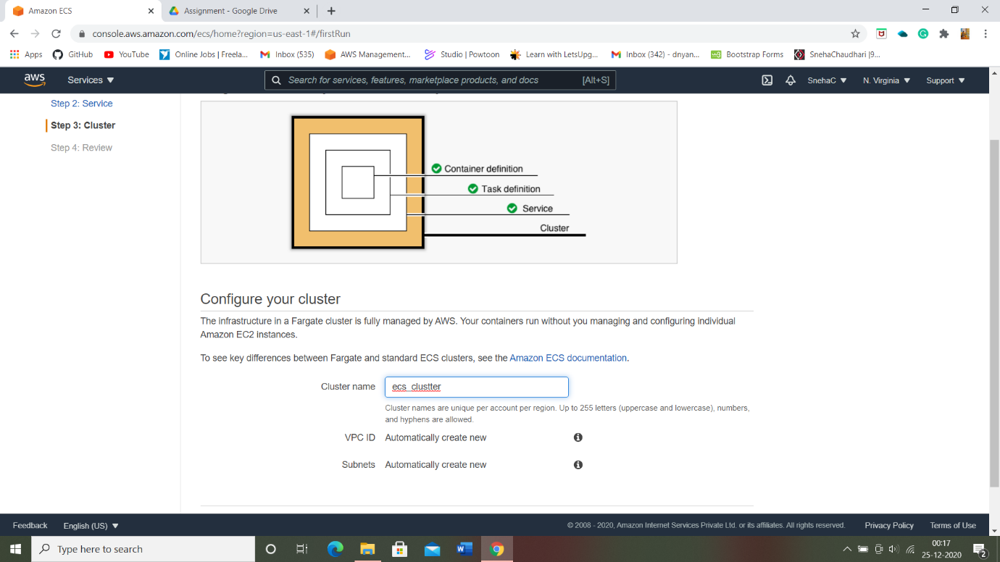 Amazon ECS
Assignment - Google Drive
console.aws.amazon.com/ecs/home?region=us-east-1#/firstRun
Apps GitHub YouTube Online Jobs | Freela... Inbox (535) AWS Management... Studio | Powtoon Learn with LetsUpg... Inbox (342) - dnyan... Bootstrap Forms SnehaChaudhari |9...
aws Services Search for services, features, marketplace products, and docs [Alt+S] SnehaC N. Virginia Support
Step 2: Service
Step 3: Cluster
Step 4: Review
Container definition
Task definition
Service
Cluster
Configure your cluster
The infrastructure in a Fargate cluster is fully managed by AWS. Your containers run without you managing and configuring individual
Amazon EC2 instances.
To see key differences between Fargate and standard ECS clusters, see the Amazon ECS documentation.
Cluster name ecs_clustter
Cluster names are unique per account per region. Up to 255 letters (uppercase and lowercase), numbers,
and hyphens are allowed.
VPC ID Automatically create new
Subnets Automatically create new
Feedback English (US) © 2008 - 2020, Amazon Internet Services Private Ltd. or its affiliates. All rights reserved. Privacy Policy Terms of Use
Type here to search
00:17
25-12-2020
2